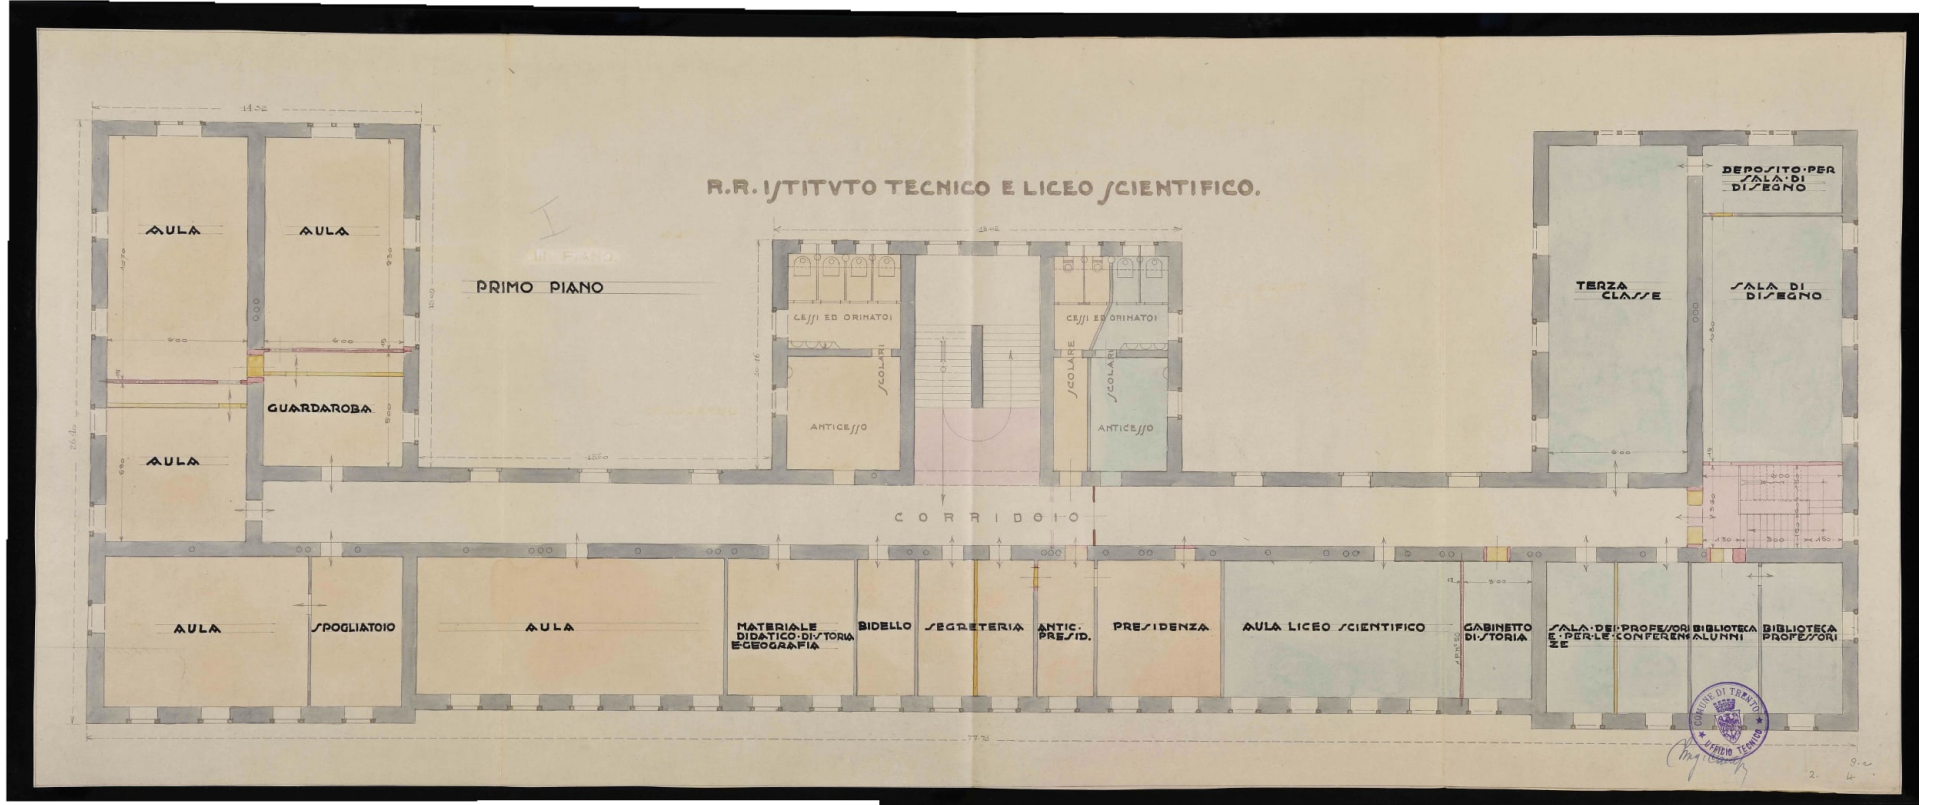 R.R. ISTITVTO TECNICO E LICEO SCIENTIFICO.
PRIMO PIANO
AULA
AULA
GUARDAROBA
AULA
AULA
SPOGLIATOIO
AULA
MATERIALE
DIDATICO·DI·STORIA
E·GEOGRAFIA
BIDELLO
SEGRETERIA
ANTIC.
PRESID.
PRESIDENZA
AULA LICEO SCIENTIFICO
GABINETTO
DI·STORIA
SALA·DEI·PROFESSORI
E·PER·LE·CONFEREN
ZE
BIBLIOTECA
ALUNNI
BIBLIOTECA
PROFESSORI
CORRIDOIO
CESSI ED ORINATOI
SCOLARI
ANTICESSO
CESSI ED ORINATOI
SCOLARE
SCOLARI
ANTICESSO
TERZA
CLASSE
DEPOSITO·PER
SALA·DI
DISEGNO
SALA DI
DISEGNO
COMUNE DI TRENTO
UFFICIO TECNICO